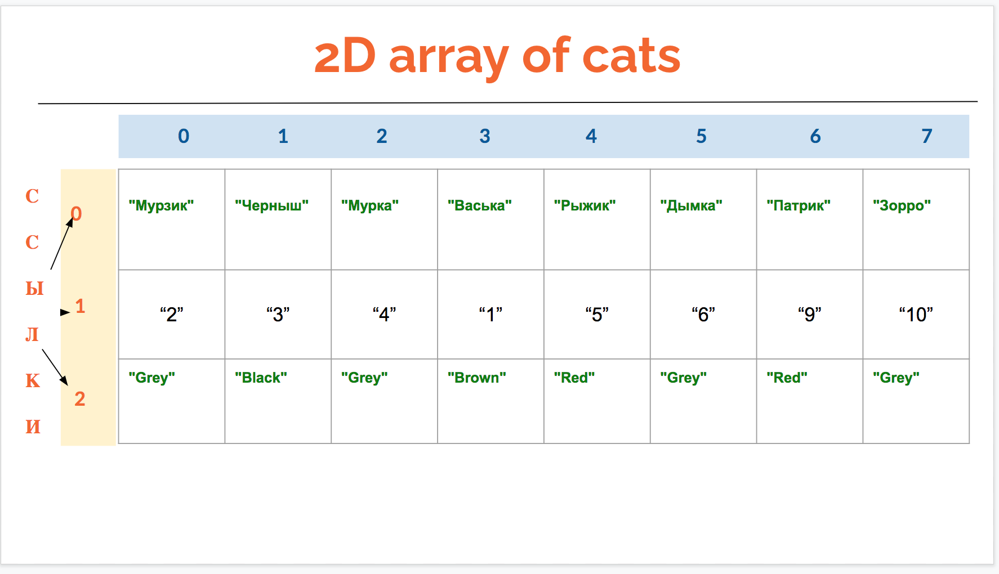 2D array of cats
0 1 2 3 4 5 6 7
С
С
Ы
Л
К
И
0 "Мурзик" "Черныш" "Мурка" "Васька" "Рыжик" "Дымка" "Патрик" "Зорро"
1 “2” “3” “4” “1” “5” “6” “9” “10”
2 "Grey" "Black" "Grey" "Brown" "Red" "Grey" "Red" "Grey"